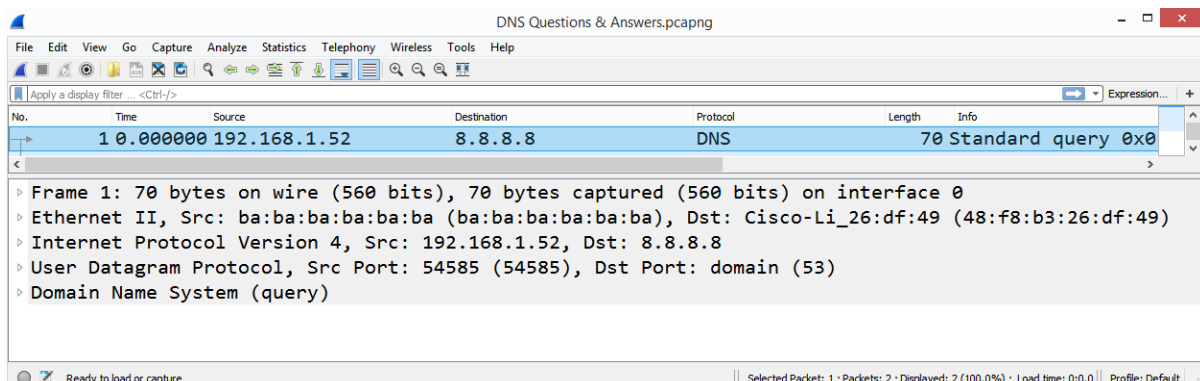 DNS Questions & Answers.pcapng
File Edit View Go Capture Analyze Statistics Telephony Wireless Tools Help
Apply a display filter ... <Ctrl-/> Expression... +
No. Time Source Destination Protocol Length Info
1 0.000000 192.168.1.52 8.8.8.8 DNS 70 Standard query 0x0
Frame 1: 70 bytes on wire (560 bits), 70 bytes captured (560 bits) on interface 0
Ethernet II, Src: ba:ba:ba:ba:ba:ba (ba:ba:ba:ba:ba:ba), Dst: Cisco-Li_26:df:49 (48:f8:b3:26:df:49)
Internet Protocol Version 4, Src: 192.168.1.52, Dst: 8.8.8.8
User Datagram Protocol, Src Port: 54585 (54585), Dst Port: domain (53)
Domain Name System (query)
Ready to load or capture Selected Packet: 1 · Packets: 2 · Displayed: 2 (100.0%) · Load time: 0:0.0 Profile: Default